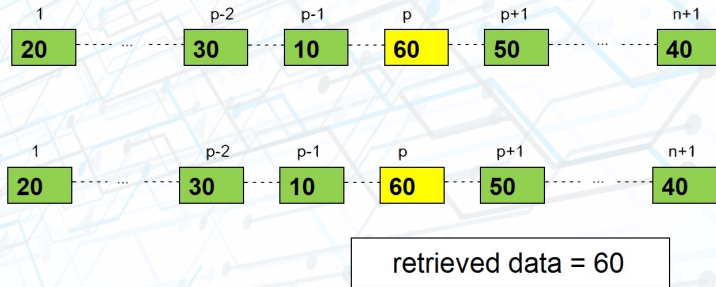 1 p-2 p-1 p p+1 n+1
20 ... 30 10 60 50 ... 40
1 p-2 p-1 p p+1 n+1
20 ... 30 10 60 50 ... 40
retrieved data = 60